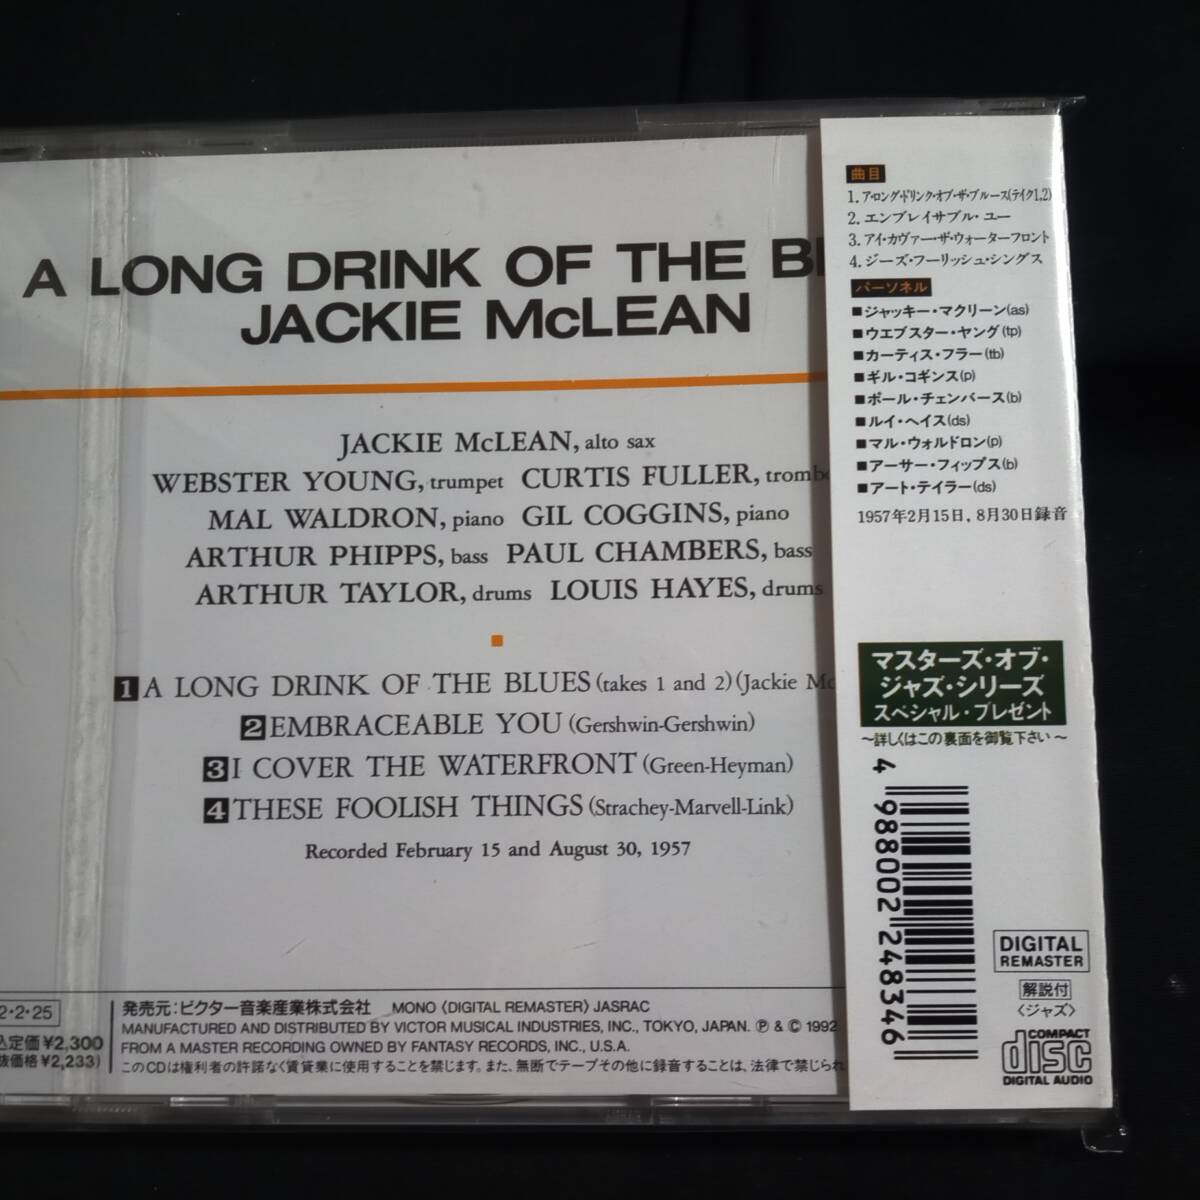 A LONG DRINK OF THE
JACKIE McLEAN
JACKIE McLEAN, alto sax
WEBSTER YOUNG, trumpet CURTIS FULLER,
MAL WALDRON, piano GIL COGGINS, piano
ARTHUR PHIPPS, bass PAUL CHAMBERS, bass
ARTHUR TAYLOR, drums LOUIS HAYES, drums
1 A LONG DRINK OF THE BLUES (takes 1 and 2) (Jackie
2 EMBRACEABLE YOU (Gershwin-Gershwin)
3 I COVER THE WATERFRONT (Green-Heyman)
4 THESE FOOLISH THINGS (Strachey-Marvell-Link)
Recorded February 15 and August 30, 1957
2・2・25
込定価¥2,300
抜価格¥2,233)
発売元:ビクター音楽産業株式会社 MONO〈DIGITAL REMASTER〉JASRAC
MANUFACTURED AND DISTRIBUTED BY VICTOR MUSICAL INDUSTRIES, INC., TOKYO, JAPAN. ℗ & © 1992
FROM A MASTER RECORDING OWNED BY FANTASY RECORDS, INC., U.S.A.
このCDは権利者の許諾なく賃貸業に使用することを禁じます。また、無断でテープその他に録音することは、法律で禁じられ
曲目
1. ア・ロング・ドリンク・オブ・ザ・ブルース(テイク1,2)
2. エンブレイサブル・ユー
3. アイ・カヴァー・ザ・ウォーターフロント
4. ジーズ・フーリッシュ・シングス
パーソネル
■ジャッキー・マクリーン(as)
■ウエブスター・ヤング(tp)
■カーティス・フラー(tb)
■ギル・コギンス(p)
■ポール・チェンバース(b)
■ルイ・ヘイス(ds)
■マル・ウォルドロン(p)
■アーサー・フィップス(b)
■アート・テイラー(ds)
1957年2月15日, 8月30日録音
マスターズ・オブ・
ジャズ・シリーズ
スペシャル・プレゼント
～詳しくはこの裏面を御覧下さい～
4 988002 248346
DIGITAL
REMASTER
解説付
〈ジャズ〉
COMPACT
disc
DIGITAL AUDIO